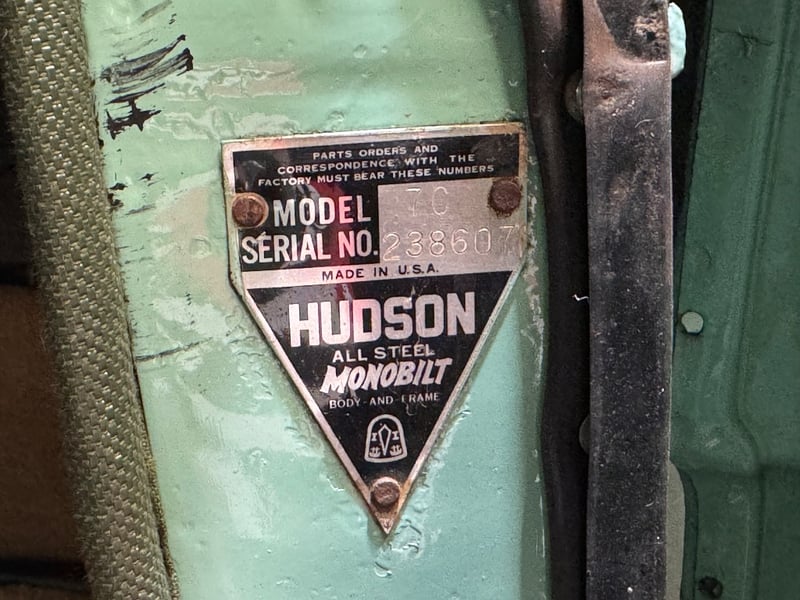 PARTS ORDERS AND
CORRESPONDENCE WITH THE
FACTORY MUST BEAR THESE NUMBERS
MODEL 7C
SERIAL NO. 238607
MADE IN U.S.A.
HUDSON
ALL STEEL
MONOBILT
BODY-AND-FRAME